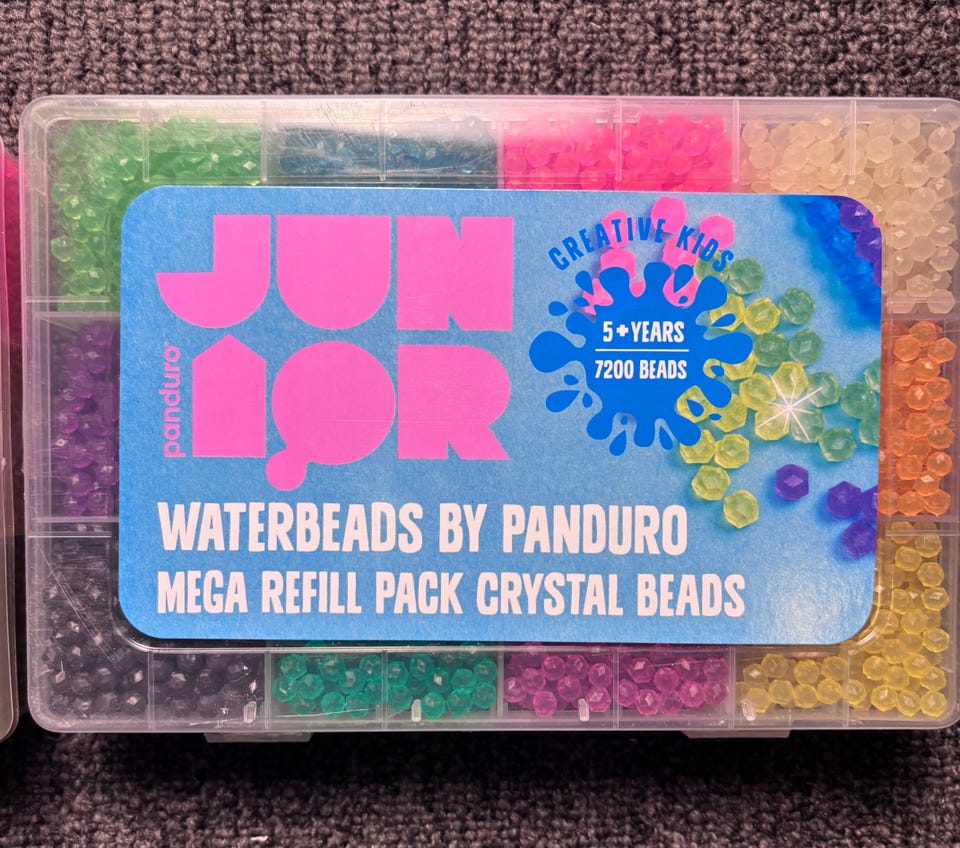 JUN
IOR
panduro
CREATIVE KIDS
5+YEARS
7200 BEADS
WATERBEADS BY PANDURO
MEGA REFILL PACK CRYSTAL BEADS